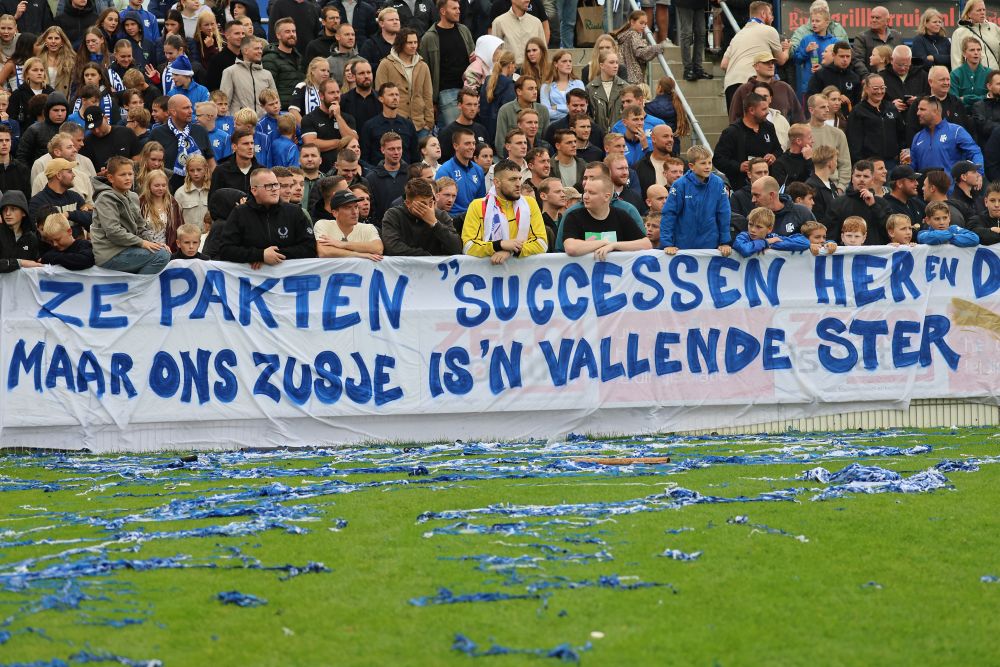 ZE PAKTEN "SUCCESSEN" HER EN D
MAAR ONS ZUSJE IS 'N VALLENDE STER